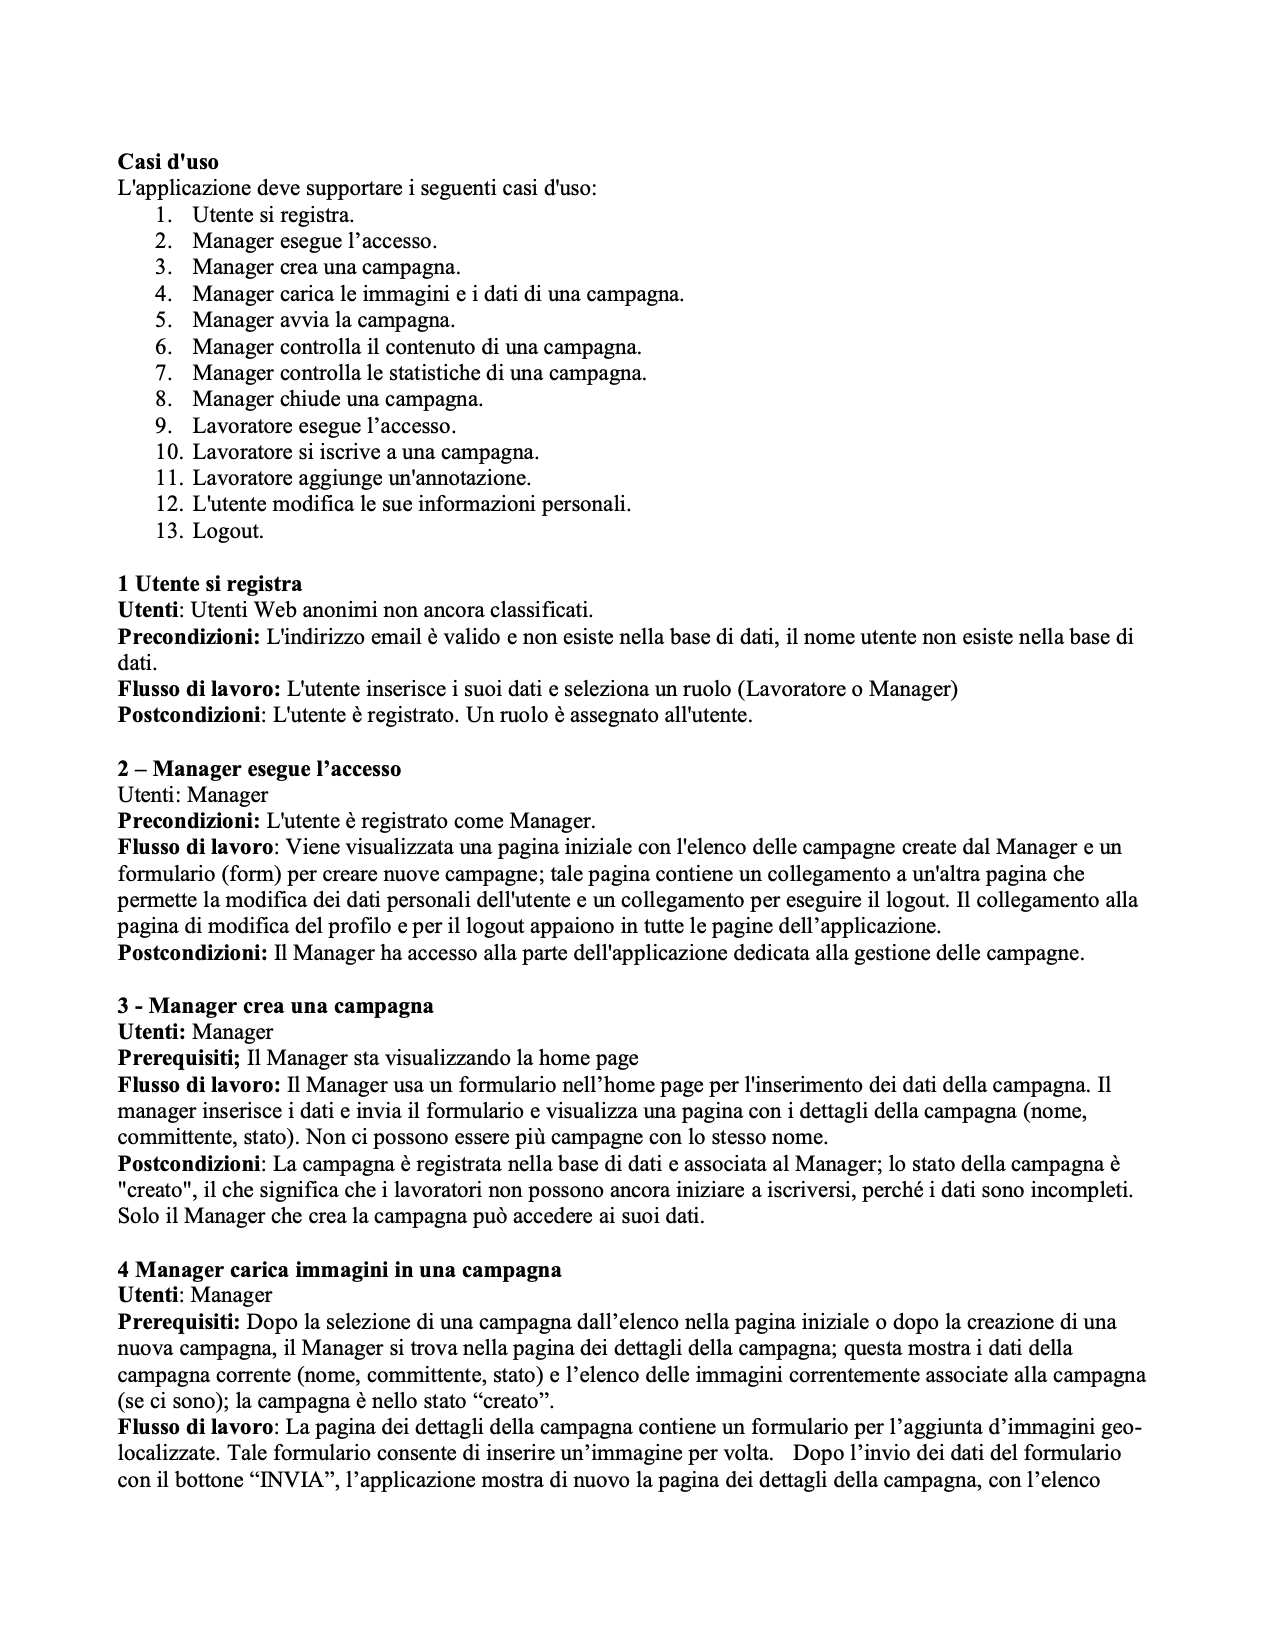 Casi d'uso
L'applicazione deve supportare i seguenti casi d'uso:
1. Utente si registra.
2. Manager esegue l’accesso.
3. Manager crea una campagna.
4. Manager carica le immagini e i dati di una campagna.
5. Manager avvia la campagna.
6. Manager controlla il contenuto di una campagna.
7. Manager controlla le statistiche di una campagna.
8. Manager chiude una campagna.
9. Lavoratore esegue l’accesso.
10. Lavoratore si iscrive a una campagna.
11. Lavoratore aggiunge un'annotazione.
12. L'utente modifica le sue informazioni personali.
13. Logout.
1 Utente si registra
Utenti: Utenti Web anonimi non ancora classificati.
Precondizioni: L'indirizzo email è valido e non esiste nella base di dati, il nome utente non esiste nella base di
dati.
Flusso di lavoro: L'utente inserisce i suoi dati e seleziona un ruolo (Lavoratore o Manager)
Postcondizioni: L'utente è registrato. Un ruolo è assegnato all'utente.
2 – Manager esegue l’accesso
Utenti: Manager
Precondizioni: L'utente è registrato come Manager.
Flusso di lavoro: Viene visualizzata una pagina iniziale con l'elenco delle campagne create dal Manager e un
formulario (form) per creare nuove campagne; tale pagina contiene un collegamento a un'altra pagina che
permette la modifica dei dati personali dell'utente e un collegamento per eseguire il logout. Il collegamento alla
pagina di modifica del profilo e per il logout appaiono in tutte le pagine dell’applicazione.
Postcondizioni: Il Manager ha accesso alla parte dell'applicazione dedicata alla gestione delle campagne.
3 - Manager crea una campagna
Utenti: Manager
Prerequisiti; Il Manager sta visualizzando la home page
Flusso di lavoro: Il Manager usa un formulario nell’home page per l'inserimento dei dati della campagna. Il
manager inserisce i dati e invia il formulario e visualizza una pagina con i dettagli della campagna (nome,
committente, stato). Non ci possono essere più campagne con lo stesso nome.
Postcondizioni: La campagna è registrata nella base di dati e associata al Manager; lo stato della campagna è
"creato", il che significa che i lavoratori non possono ancora iniziare a iscriversi, perché i dati sono incompleti.
Solo il Manager che crea la campagna può accedere ai suoi dati.
4 Manager carica immagini in una campagna
Utenti: Manager
Prerequisiti: Dopo la selezione di una campagna dall’elenco nella pagina iniziale o dopo la creazione di una
nuova campagna, il Manager si trova nella pagina dei dettagli della campagna; questa mostra i dati della
campagna corrente (nome, committente, stato) e l’elenco delle immagini correntemente associate alla campagna
(se ci sono); la campagna è nello stato “creato”.
Flusso di lavoro: La pagina dei dettagli della campagna contiene un formulario per l’aggiunta d’immagini geo-
localizzate. Tale formulario consente di inserire un’immagine per volta. Dopo l’invio dei dati del formulario
con il bottone “INVIA”, l’applicazione mostra di nuovo la pagina dei dettagli della campagna, con l’elenco